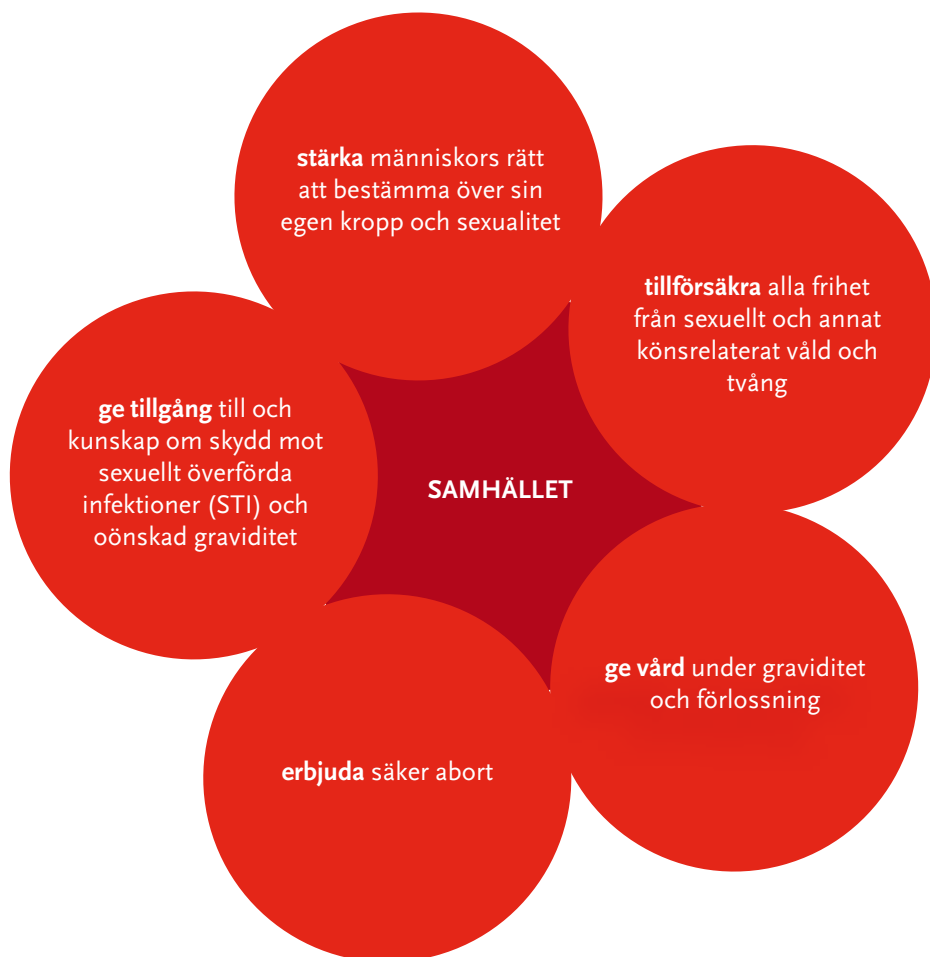 stärka människors rätt
att bestämma över sin
egen kropp och sexualitet
tillförsäkra alla frihet
från sexuellt och annat
könsrelaterat våld och
tvång
ge tillgång till och
kunskap om skydd mot
sexuellt överförda
infektioner (STI) och
oönskad graviditet
SAMHÄLLET
ge vård under graviditet
och förlossning
erbjuda säker abort